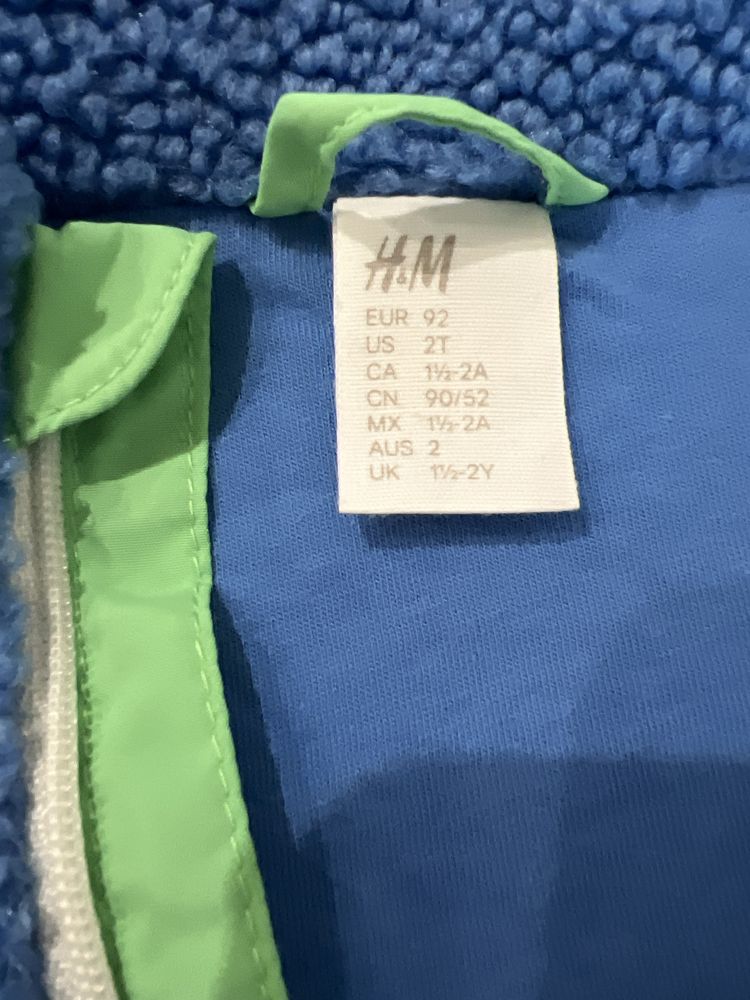 H&M
EUR 92
US 2T
CA 1½-2A
CN 90/52
MX 1½-2A
AUS 2
UK 1½-2Y